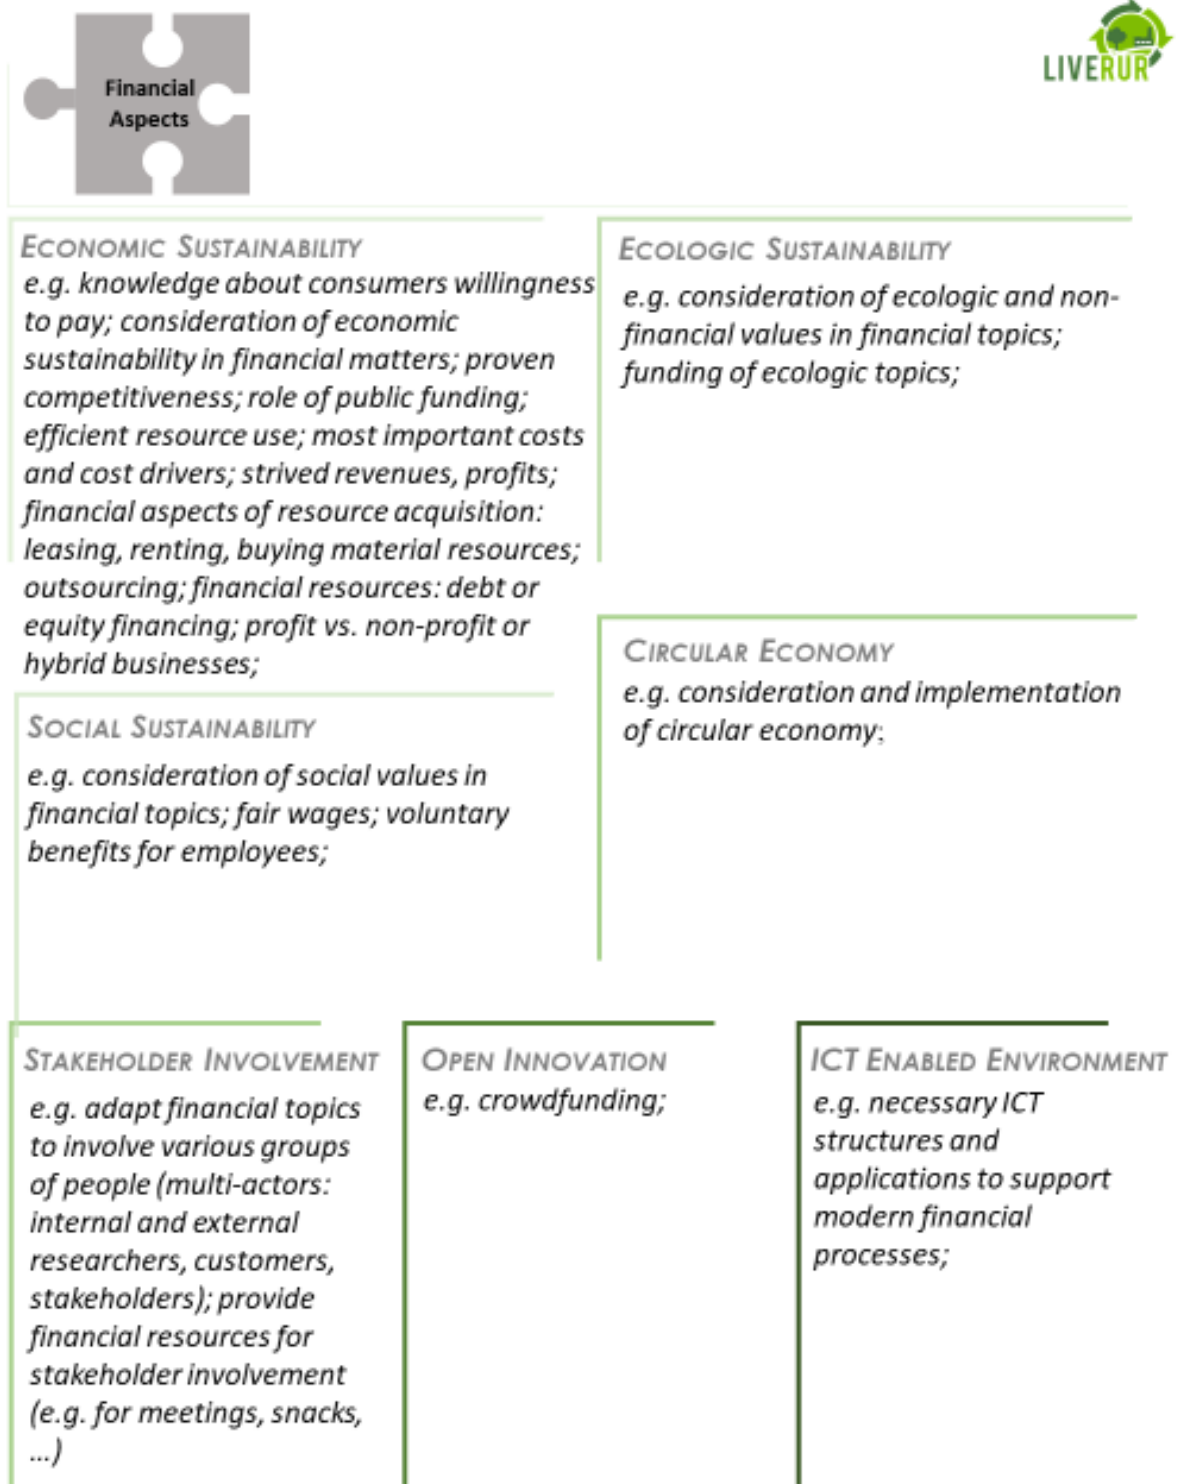 Financial
Aspects
LIVERUR
ECONOMIC SUSTAINABILITY
e.g. knowledge about consumers willingness
to pay; consideration of economic
sustainability in financial matters; proven
competitiveness; role of public funding;
efficient resource use; most important costs
and cost drivers; strived revenues, profits;
financial aspects of resource acquisition:
leasing, renting, buying material resources;
outsourcing; financial resources: debt or
equity financing; profit vs. non-profit or
hybrid businesses;
ECOLOGIC SUSTAINABILITY
e.g. consideration of ecologic and non-
financial values in financial topics;
funding of ecologic topics;
SOCIAL SUSTAINABILITY
e.g. consideration of social values in
financial topics; fair wages; voluntary
benefits for employees;
CIRCULAR ECONOMY
e.g. consideration and implementation
of circular economy;
STAKEHOLDER INVOLVEMENT
e.g. adapt financial topics
to involve various groups
of people (multi-actors:
internal and external
researchers, customers,
stakeholders); provide
financial resources for
stakeholder involvement
(e.g. for meetings, snacks,
...)
OPEN INNOVATION
e.g. crowdfunding;
ICT ENABLED ENVIRONMENT
e.g. necessary ICT
structures and
applications to support
modern financial
processes;